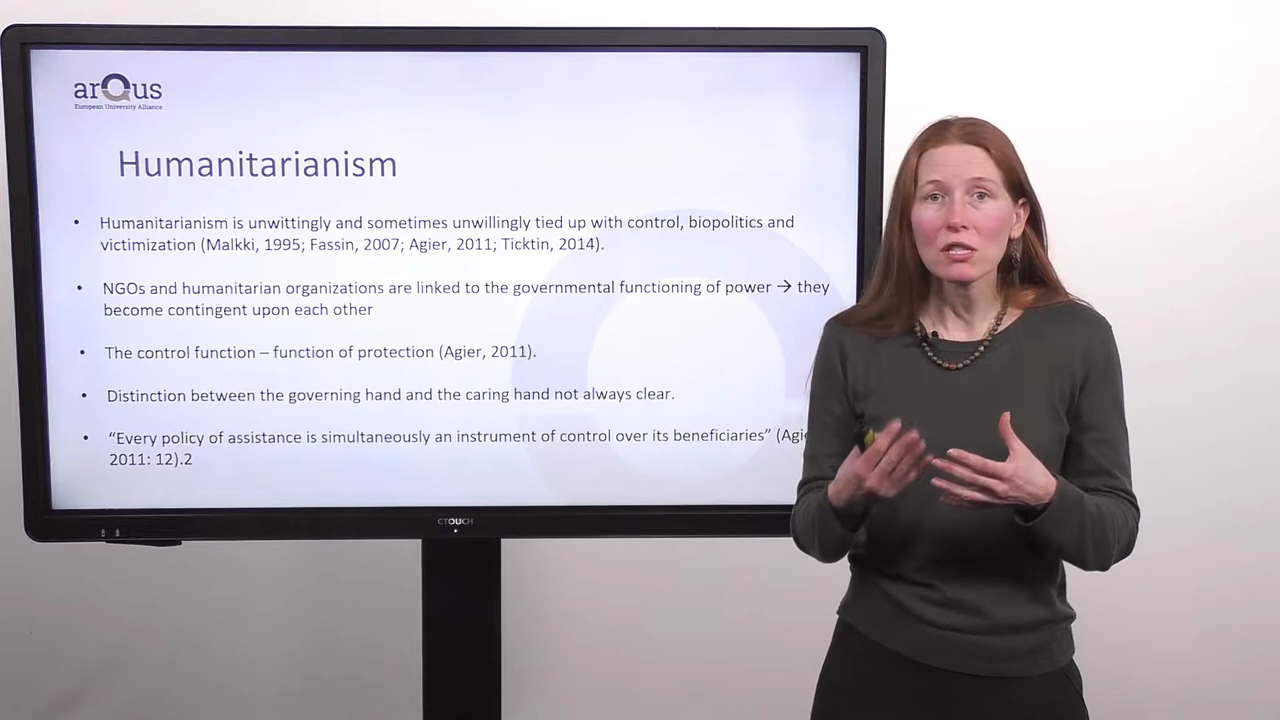 arQus
European University Alliance
Humanitarianism
• Humanitarianism is unwittingly and sometimes unwillingly tied up with control, biopolitics and
victimization (Malkki, 1995; Fassin, 2007; Agier, 2011; Ticktin, 2014).
• NGOs and humanitarian organizations are linked to the governmental functioning of power → they
become contingent upon each other
• The control function – function of protection (Agier, 2011).
• Distinction between the governing hand and the caring hand not always clear.
• “Every policy of assistance is simultaneously an instrument of control over its beneficiaries”
2011: 12).2
CTOUCH